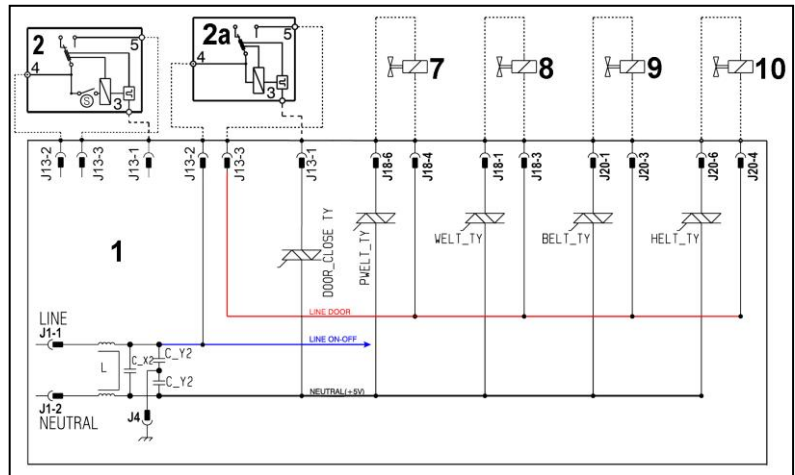 2
5
4
3
S
2a
5
4
3
7
8
9
10
J13-2
J13-3
J13-1
J13-2
J13-3
J13-1
J18-6
J18-4
J18-1
J18-3
J20-1
J20-3
J20-6
J20-4
1
DOOR_CLOSE TY
PWELT_TY
WELT_TY
BELT_TY
HELT_TY
LINE DOOR
LINE
J1-1
LINE ON-OFF
L
C_X2
C_Y2
C_Y2
NEUTRAL(+5V)
J1-2
NEUTRAL
J4